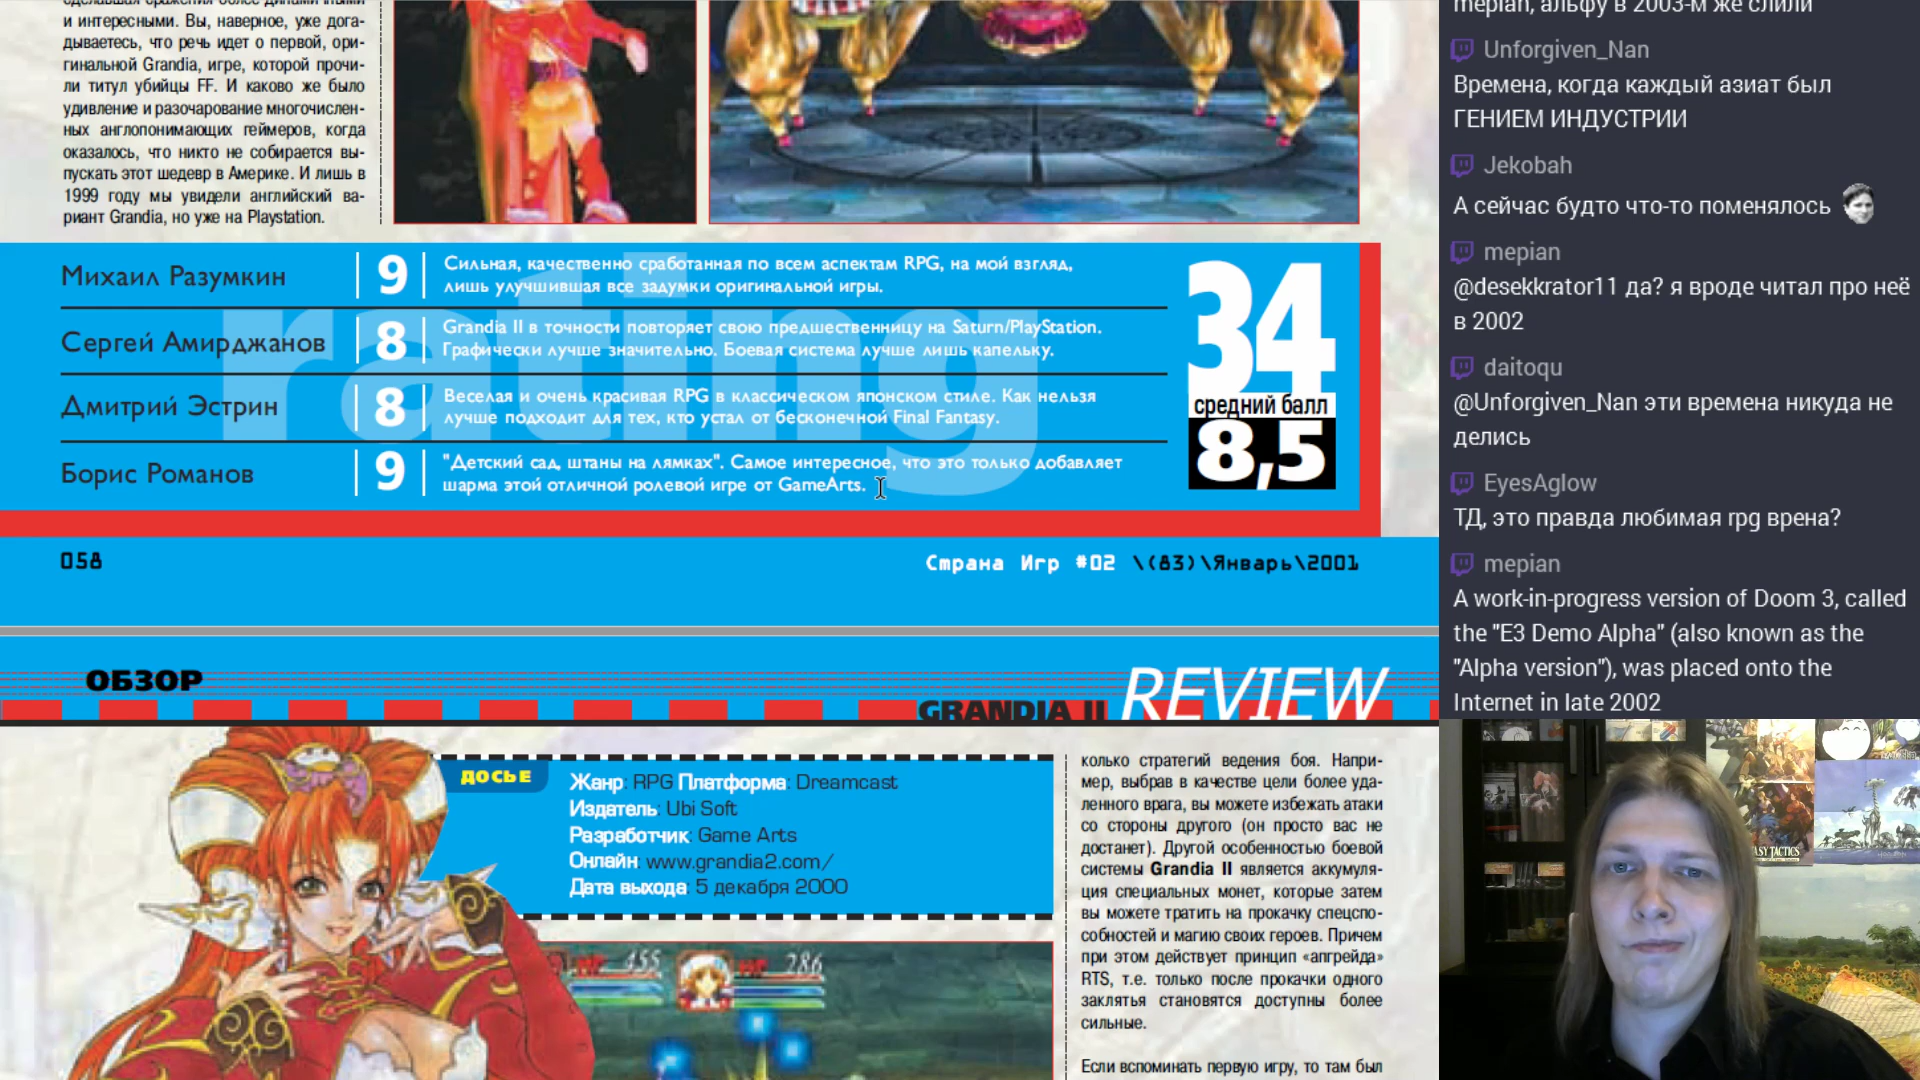 сделавшая сражения более динамичными
и интересными. Вы, наверное, уже дога-
дываетесь, что речь идет о первой, ори-
гинальной Grandia, игре, которой прочи-
ли титул убийцы FF. И каково же было
удивление и разочарование многочислен-
ных англопонимающих геймеров, когда
оказалось, что никто не собирается вы-
пускать этот шедевр в Америке. И лишь в
1999 году мы увидели английский ва-
риант Grandia, но уже на Playstation.
rating
Михаил Разумкин
9
Сильная, качественно сработанная по всем аспектам RPG, на мой взгляд,
лишь улучшившая все задумки оригинальной игры.
Сергей Амирджанов
8
Grandia II в точности повторяет свою предшественницу на Saturn/PlayStation.
Графически лучше значительно. Боевая система лучше лишь капельку.
Дмитрий Эстрин
8
Веселая и очень красивая RPG в классическом японском стиле. Как нельзя
лучше подходит для тех, кто устал от бесконечной Final Fantasy.
Борис Романов
9
"Детский сад, штаны на лямках". Самое интересное, что это только добавляет
шарма этой отличной ролевой игре от GameArts.
34
средний балл
8,5
058
Страна Игр #02 \(83)\Январь\2001
ОБЗОР
GRANDIA II
REVIEW
ДОСЬЕ
Жанр: RPG Платформа: Dreamcast
Издатель: Ubi Soft
Разработчик: Game Arts
Онлайн: www.grandia2.com/
Дата выхода: 5 декабря 2000
HP 455
HP 286
колько стратегий ведения боя. Напри-
мер, выбрав в качестве цели более уда-
ленного врага, вы можете избежать атаки
со стороны другого (он просто вас не
достанет). Другой особенностью боевой
системы Grandia II является аккумуля-
ция специальных монет, которые затем
вы можете тратить на прокачку спецспо-
собностей и магию своих героев. Причем
при этом действует принцип «апгрейда»
RTS, т.е. только после прокачки одного
заклятья становятся доступны более
сильные.
Если вспоминать первую игру, то там был
mepian, альфу в 2003-м же слили
Unforgiven_Nan
Времена, когда каждый азиат был
ГЕНИЕМ ИНДУСТРИИ
Jekobah
А сейчас будто что-то поменялось
mepian
@desekkrator11 да? я вроде читал про неё
в 2002
daitoqu
@Unforgiven_Nan эти времена никуда не
делись
EyesAglow
ТД, это правда любимая rpg врена?
mepian
A work-in-progress version of Doom 3, called
the "E3 Demo Alpha" (also known as the
"Alpha version"), was placed onto the
Internet in late 2002
TACTICS